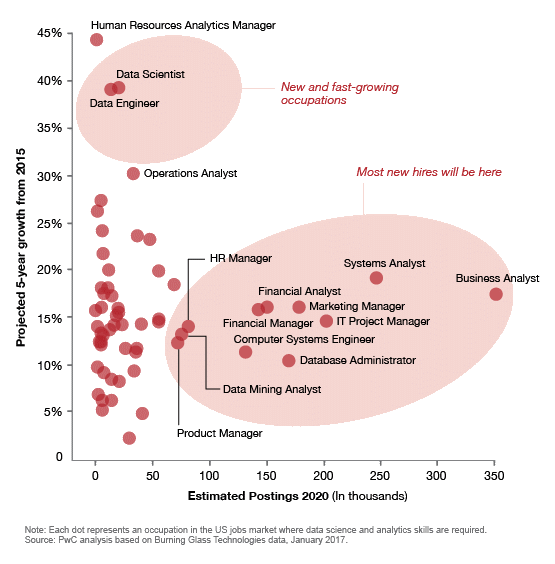 Human Resources Analytics Manager
45%
Data Scientist
40%
New and fast-growing
occupations
Data Engineer
35%
Most new hires will be here
30%
Operations Analyst
Projected 5-year growth from 2015
25%
HR Manager
Systems Analyst
20%
Business Analyst
Financial Analyst
Marketing Manager
15%
Financial Manager
IT Project Manager
Computer Systems Engineer
10%
Database Administrator
Data Mining Analyst
5%
Product Manager
0
0 50 100 150 200 250 300 350
Estimated Postings 2020 (In thousands)
Note: Each dot represents an occupation in the US jobs market where data science and analytics skills are required.
Source: PwC analysis based on Burning Glass Technologies data, January 2017.